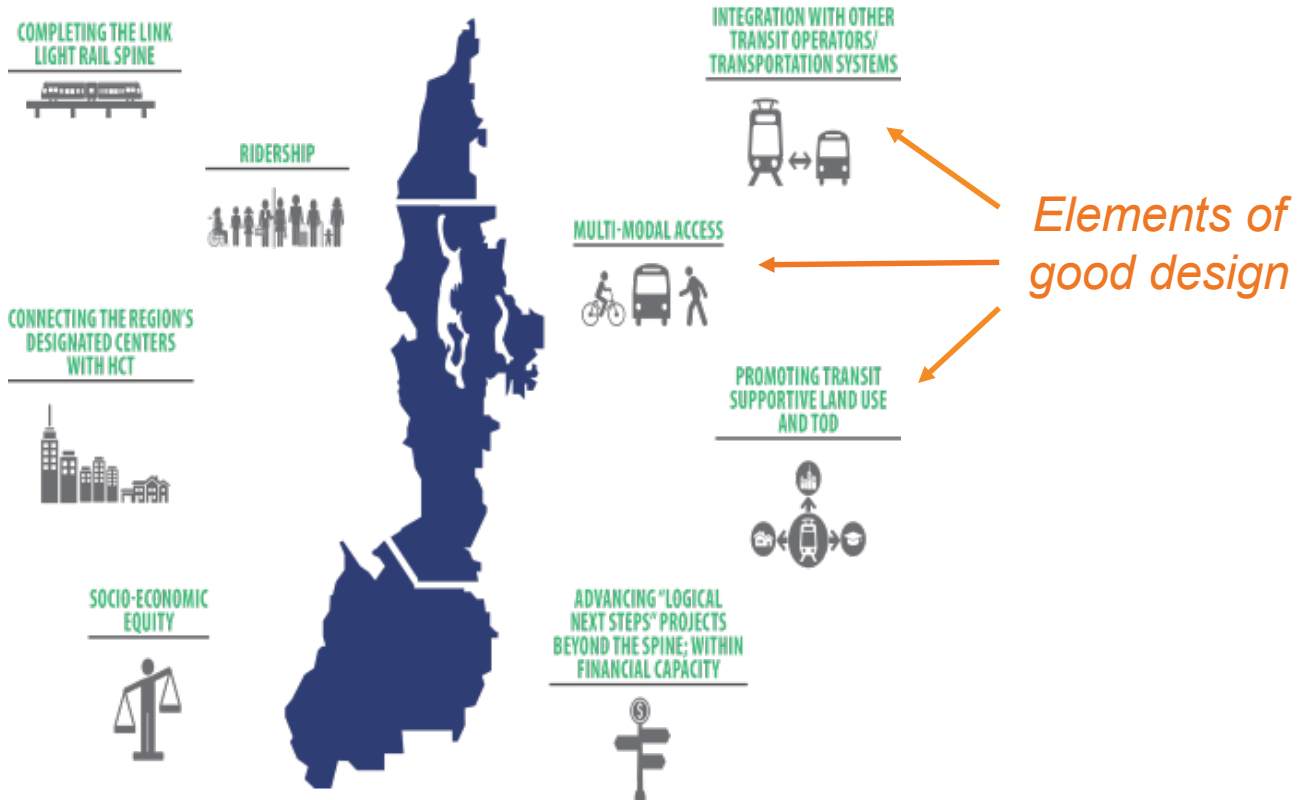 COMPLETING THE LINK
LIGHT RAIL SPINE
RIDERSHIP
CONNECTING THE REGION'S
DESIGNATED CENTERS
WITH HCT
SOCIO-ECONOMIC
EQUITY
INTEGRATION WITH OTHER
TRANSIT OPERATORS/
TRANSPORTATION SYSTEMS
MULTI-MODAL ACCESS
PROMOTING TRANSIT
SUPPORTIVE LAND USE
AND TOD
ADVANCING "LOGICAL
NEXT STEPS" PROJECTS
BEYOND THE SPINE; WITHIN
FINANCIAL CAPACITY
$
Elements of
good design